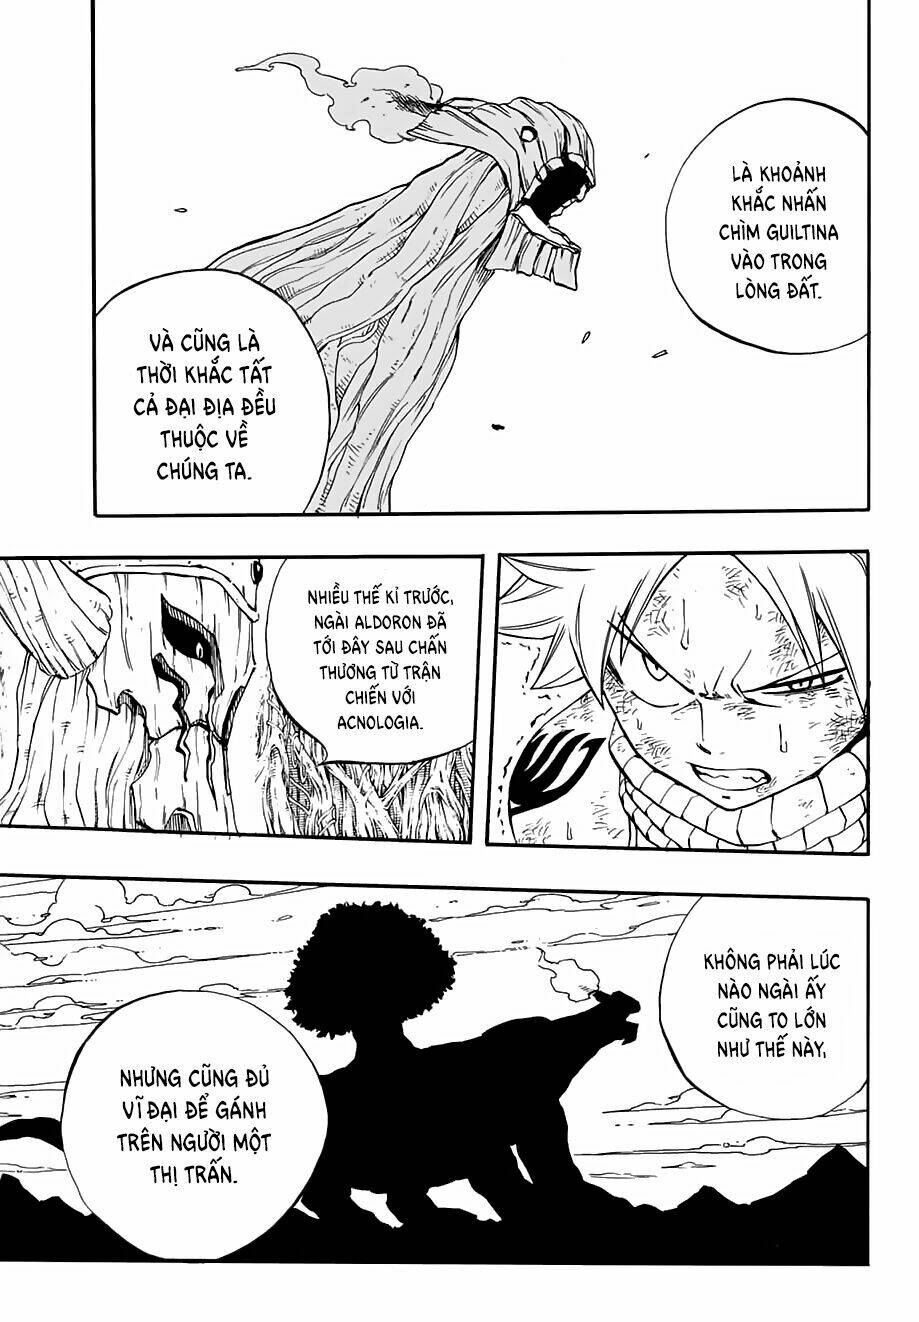 LÀ KHOẢNH
KHẮC NHẤN
CHÌM GUILTINA
VÀO TRONG
LÒNG ĐẤT.
VÀ CŨNG LÀ
THỜI KHẮC TẤT
CẢ ĐẠI ĐỊA ĐỀU
THUỘC VỀ
CHÚNG TA.
NHIỀU THẾ KỈ TRƯỚC,
NGÀI ALDORON ĐÃ
TỚI ĐÂY SAU CHẤN
THƯƠNG TỪ TRẬN
CHIẾN VỚI
ACNOLOGIA.
KHÔNG PHẢI LÚC
NÀO NGÀI ẤY
CŨNG TO LỚN
NHƯ THẾ NÀY,
NHƯNG CŨNG ĐỦ
VĨ ĐẠI ĐỂ GÁNH
TRÊN NGƯỜI MỘT
THỊ TRẤN.